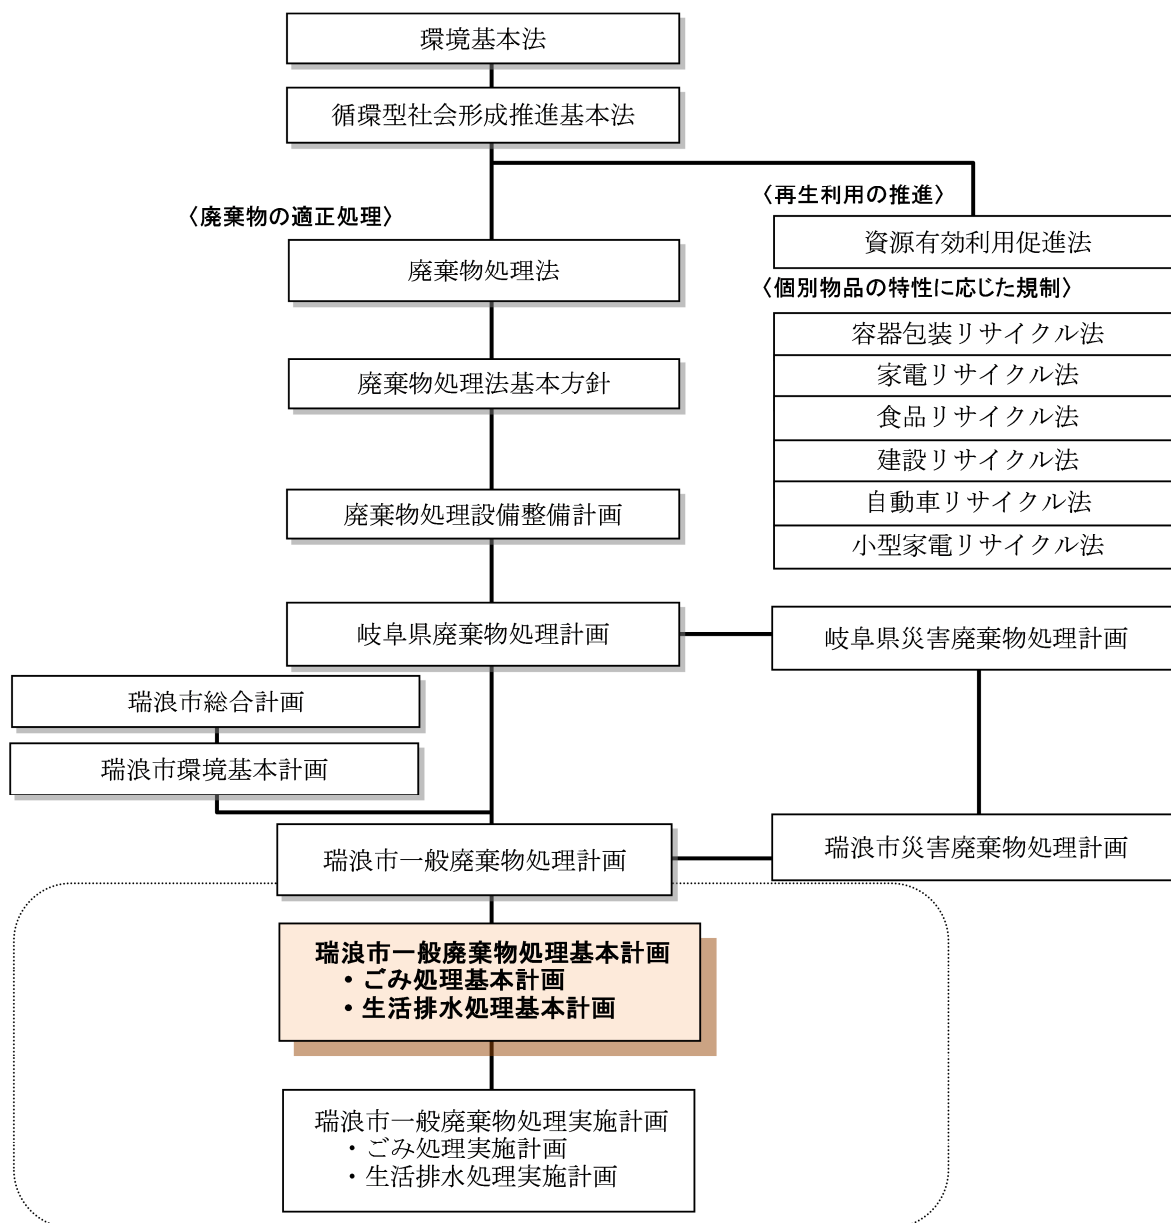 環境基本法
循環型社会形成推進基本法
〈廃棄物の適正処理〉
〈再生利用の推進〉
廃棄物処理法
資源有効利用促進法
〈個別物品の特性に応じた規制〉
容器包装リサイクル法
家電リサイクル法
食品リサイクル法
建設リサイクル法
自動車リサイクル法
小型家電リサイクル法
廃棄物処理法基本方針
廃棄物処理設備整備計画
岐阜県廃棄物処理計画
岐阜県災害廃棄物処理計画
瑞浪市総合計画
瑞浪市環境基本計画
瑞浪市一般廃棄物処理計画
瑞浪市災害廃棄物処理計画
瑞浪市一般廃棄物処理基本計画
・ごみ処理基本計画
・生活排水処理基本計画
瑞浪市一般廃棄物処理実施計画
・ごみ処理実施計画
・生活排水処理実施計画